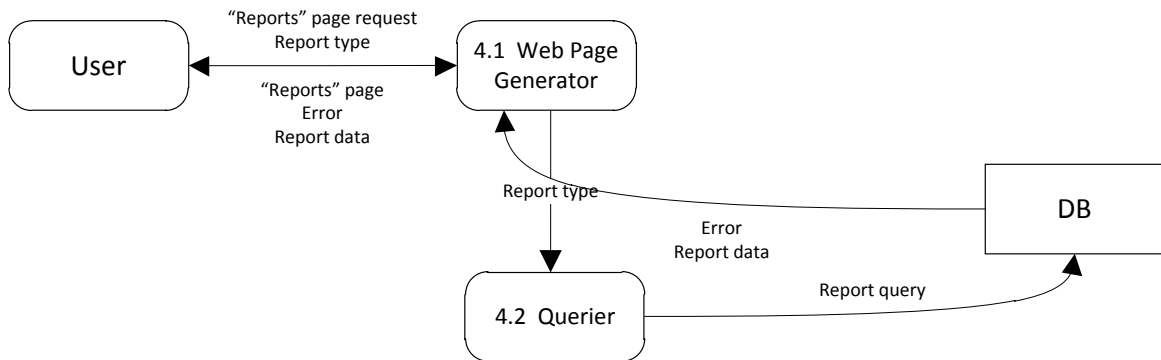 “Reports” page request
Report type
User
4.1 Web Page
Generator
“Reports” page
Error
Report data
Report type
DB
Error
Report data
Report query
4.2 Querier